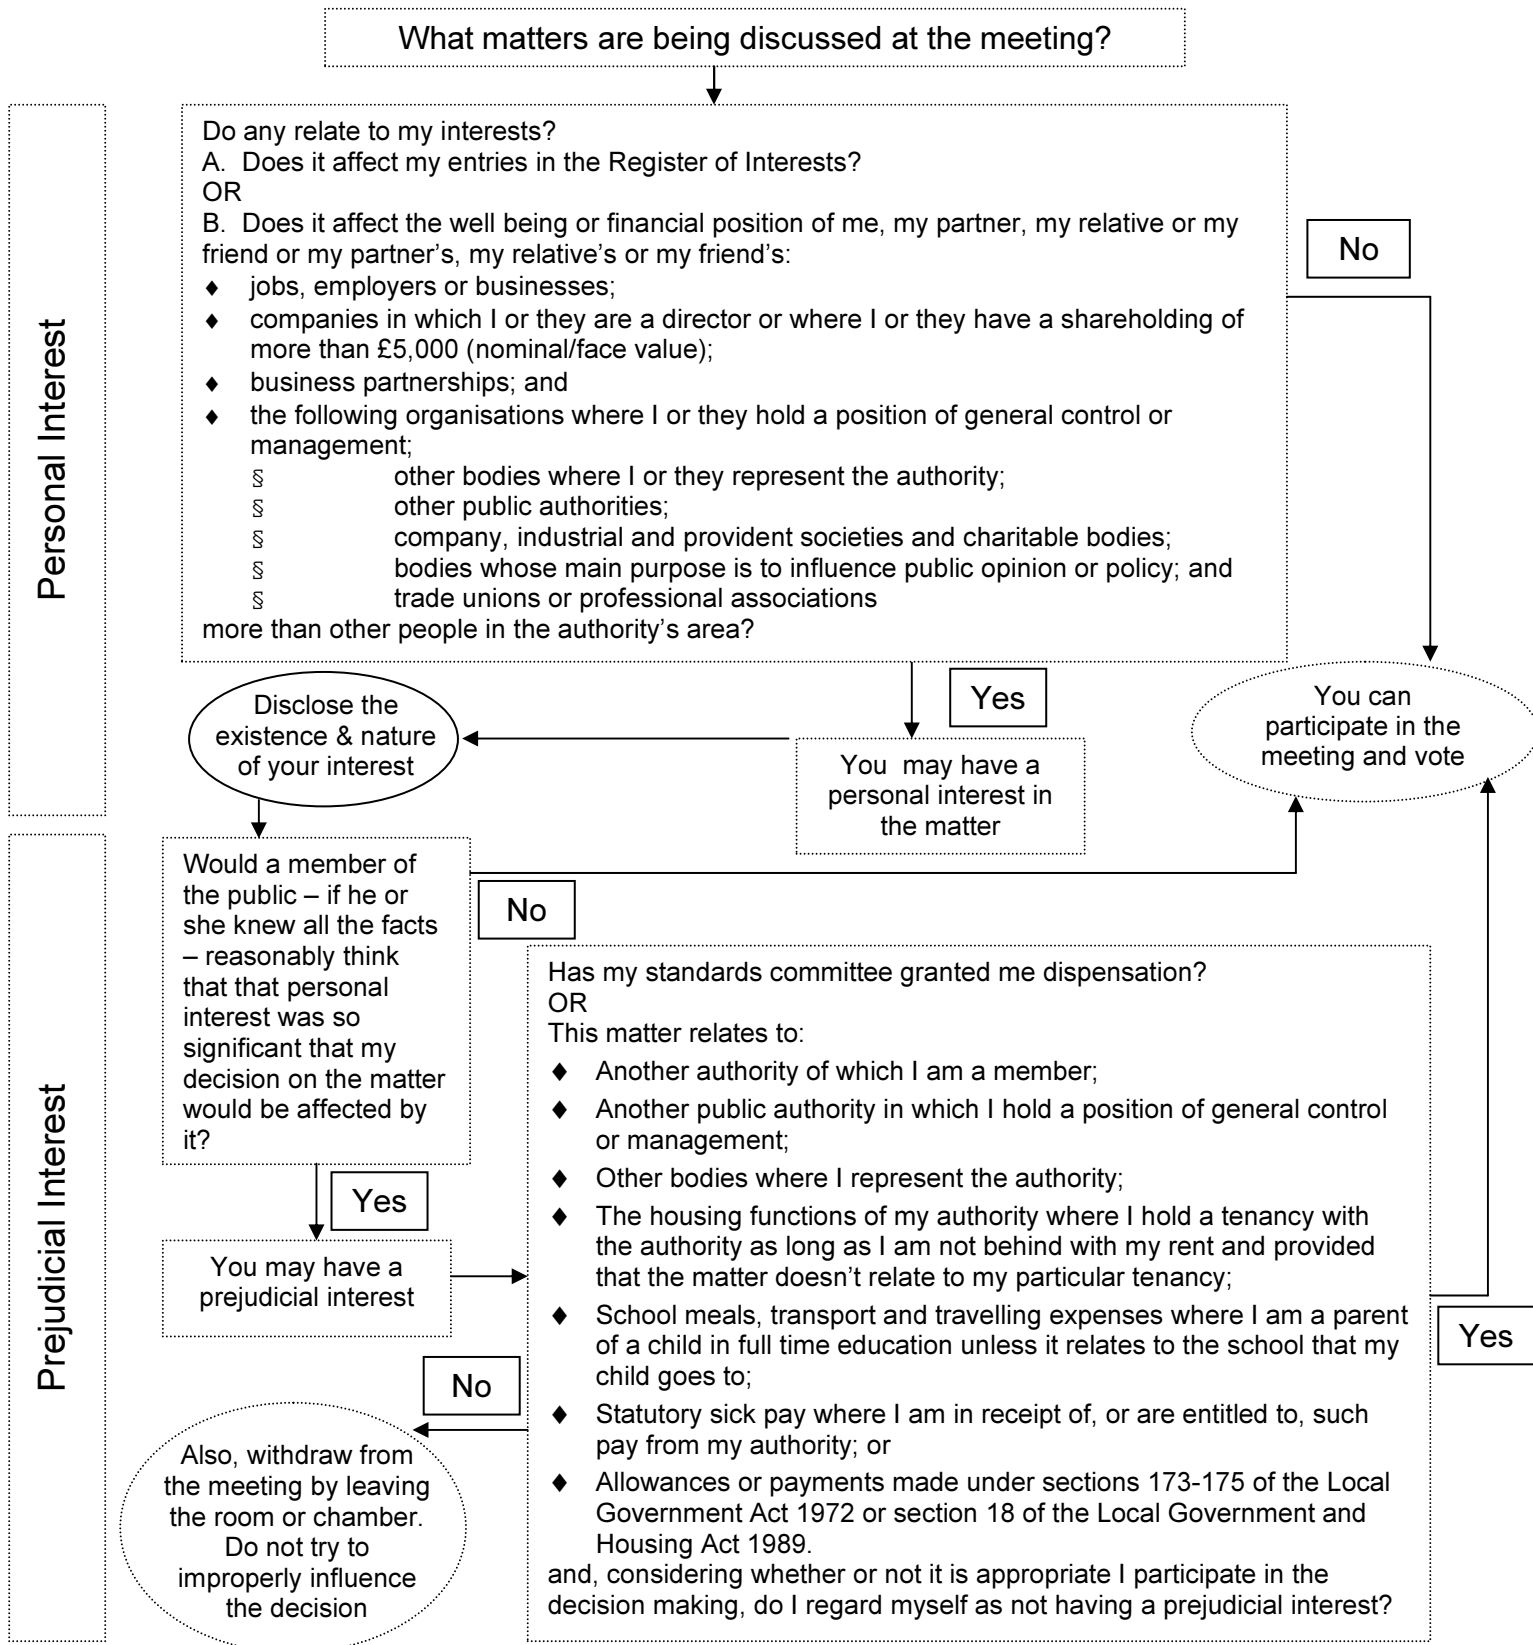 What matters are being discussed at the meeting?
Personal Interest
Do any relate to my interests?
A.  Does it affect my entries in the Register of Interests?
OR
B.  Does it affect the well being or financial position of me, my partner, my relative or my
friend or my partner’s, my relative’s or my friend’s:
♦ jobs, employers or businesses;
♦ companies in which I or they are a director or where I or they have a shareholding of
more than £5,000 (nominal/face value);
♦ business partnerships; and
♦ the following organisations where I or they hold a position of general control or
management;
§ other bodies where I or they represent the authority;
§ other public authorities;
§ company, industrial and provident societies and charitable bodies;
§ bodies whose main purpose is to influence public opinion or policy; and
§ trade unions or professional associations
more than other people in the authority’s area?
No
Yes
You can
participate in the
meeting and vote
You  may have a
personal interest in
the matter
Disclose the
existence & nature
of your interest
Prejudicial Interest
Would a member of
the public – if he or
she knew all the facts
– reasonably think
that that personal
interest was so
significant that my
decision on the matter
would be affected by
it?
No
Yes
You may have a
prejudicial interest
Has my standards committee granted me dispensation?
OR
This matter relates to:
♦ Another authority of which I am a member;
♦ Another public authority in which I hold a position of general control
or management;
♦ Other bodies where I represent the authority;
♦ The housing functions of my authority where I hold a tenancy with
the authority as long as I am not behind with my rent and provided
that the matter doesn’t relate to my particular tenancy;
♦ School meals, transport and travelling expenses where I am a parent
of a child in full time education unless it relates to the school that my
child goes to;
♦ Statutory sick pay where I am in receipt of, or are entitled to, such
pay from my authority; or
♦ Allowances or payments made under sections 173-175 of the Local
Government Act 1972 or section 18 of the Local Government and
Housing Act 1989.
and, considering whether or not it is appropriate I participate in the
decision making, do I regard myself as not having a prejudicial interest?
Yes
No
Also, withdraw from
the meeting by leaving
the room or chamber.
Do not try to
improperly influence
the decision